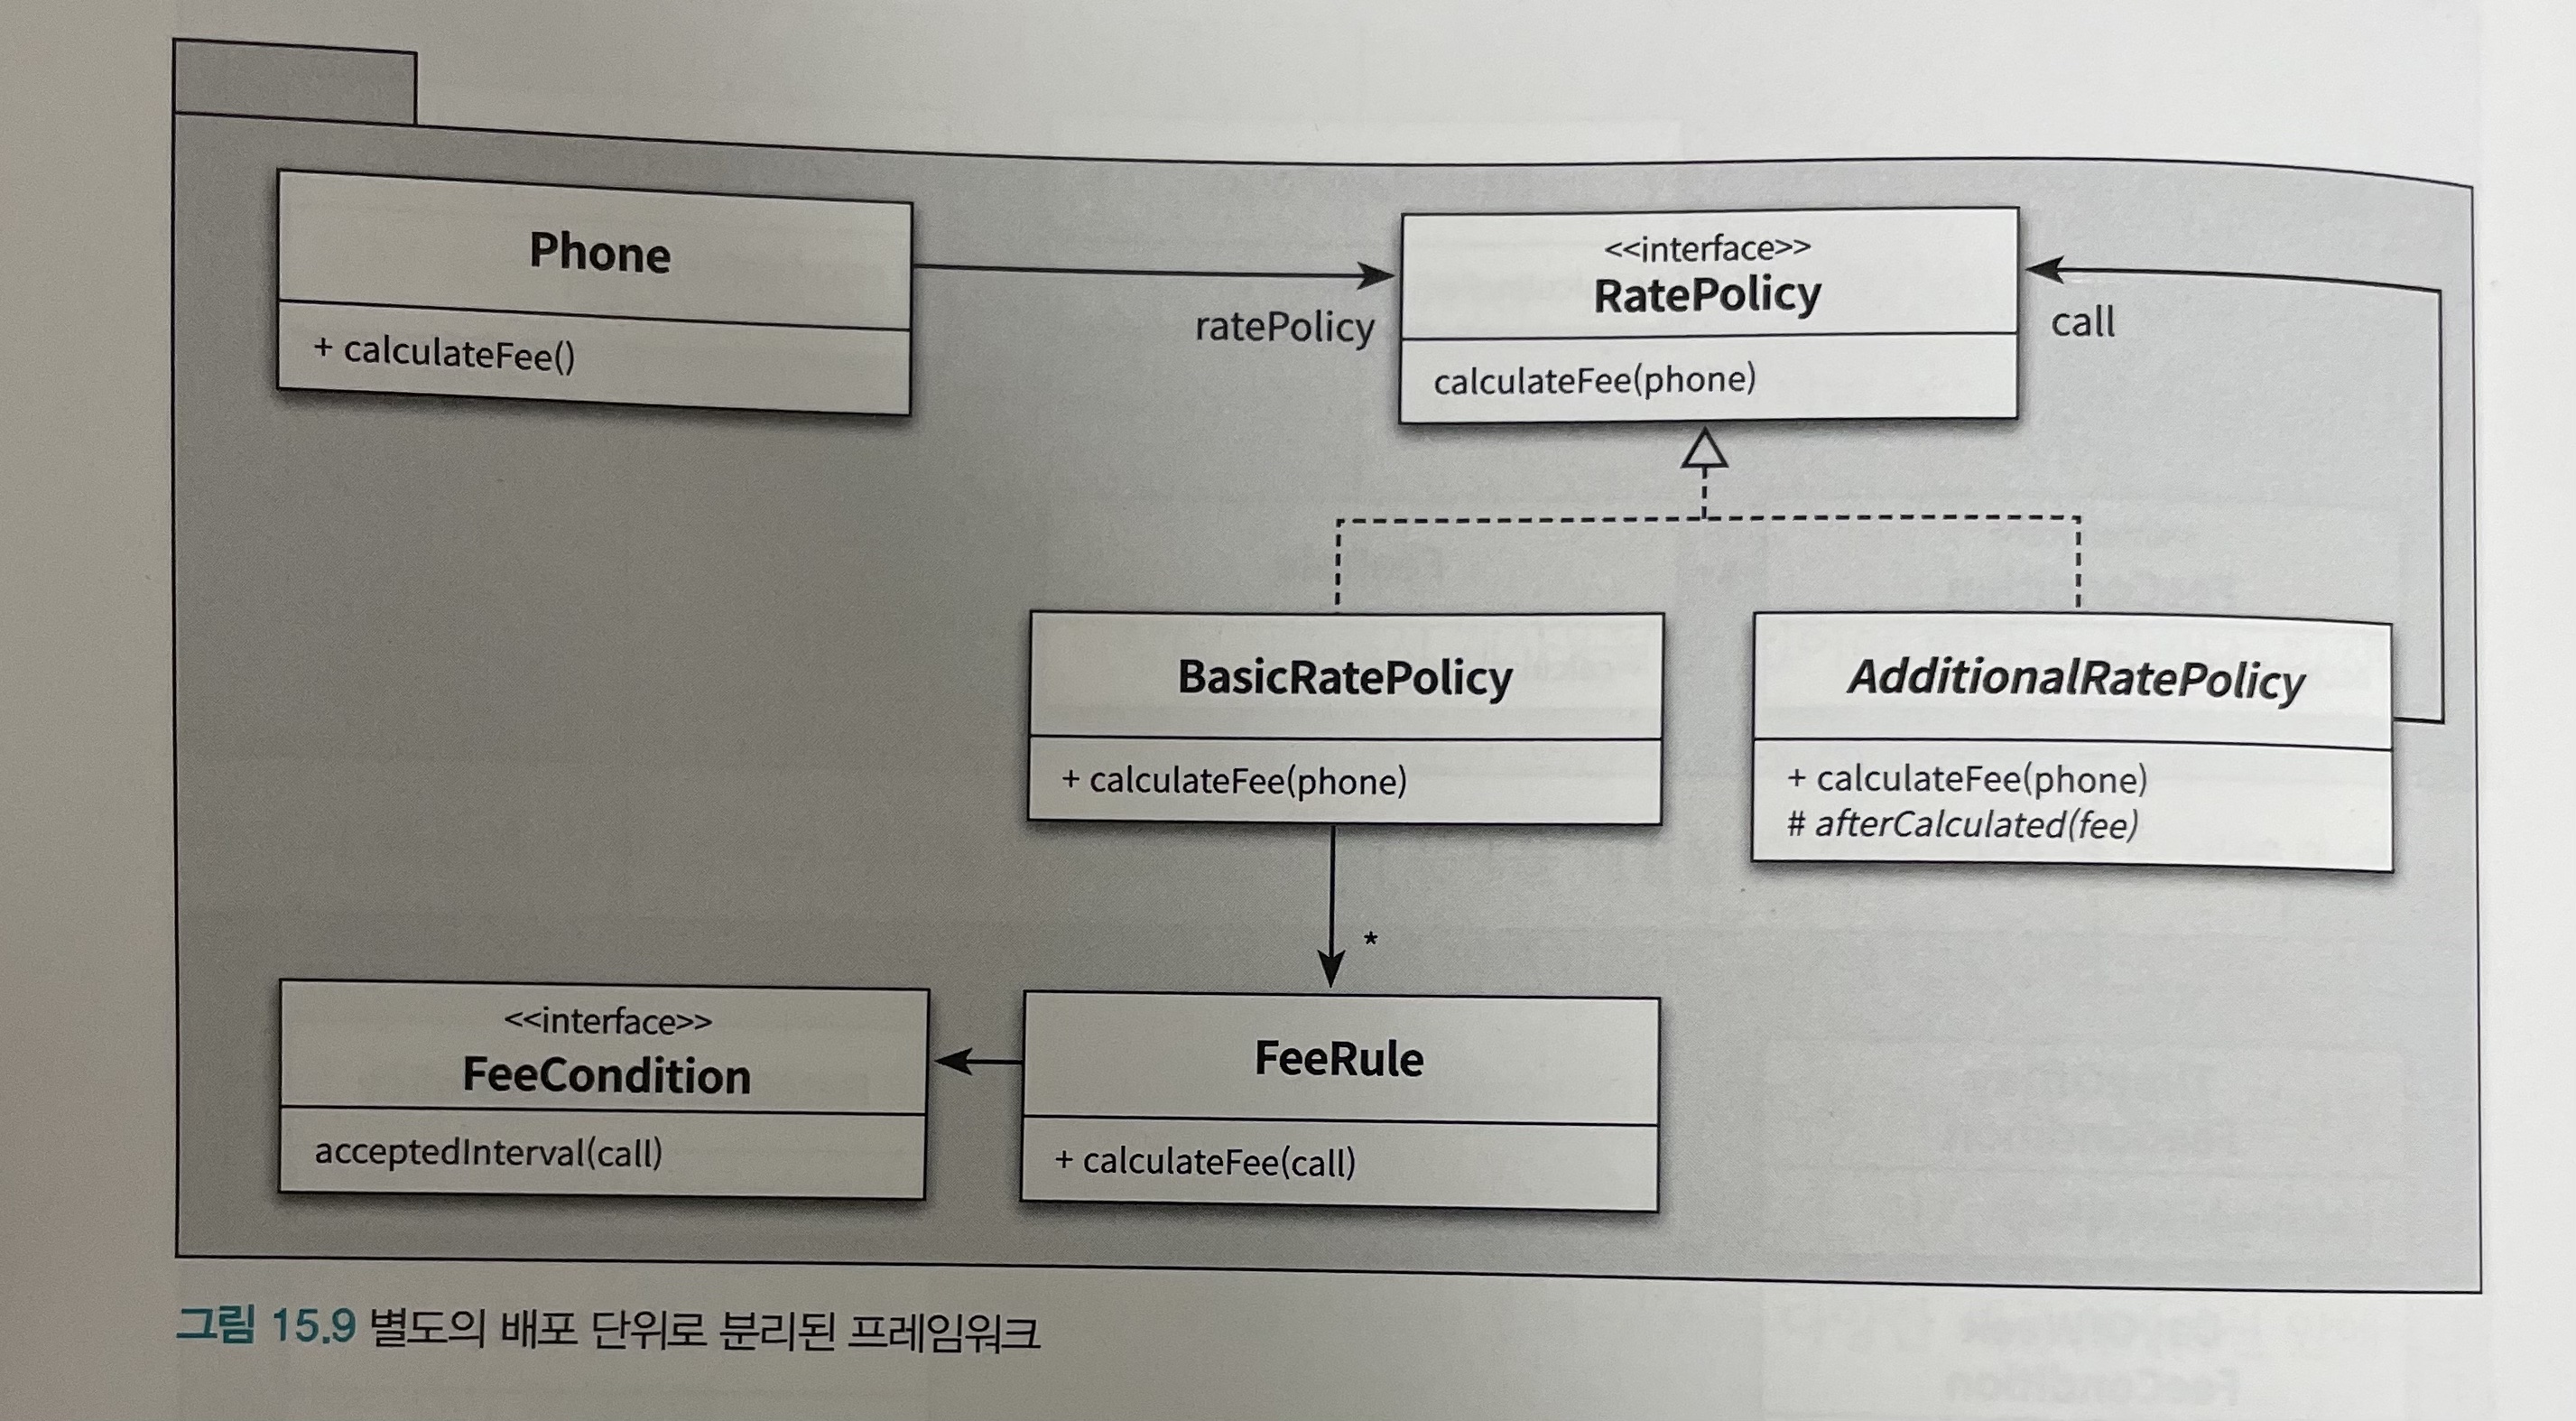 Phone
+ calculateFee()
ratePolicy
<<interface>>
RatePolicy
calculateFee(phone)
call
BasicRatePolicy
+ calculateFee(phone)
AdditionalRatePolicy
+ calculateFee(phone)
# afterCalculated(fee)
*
<<interface>>
FeeCondition
acceptedInterval(call)
FeeRule
+ calculateFee(call)
그림 15.9 별도의 배포 단위로 분리된 프레임워크